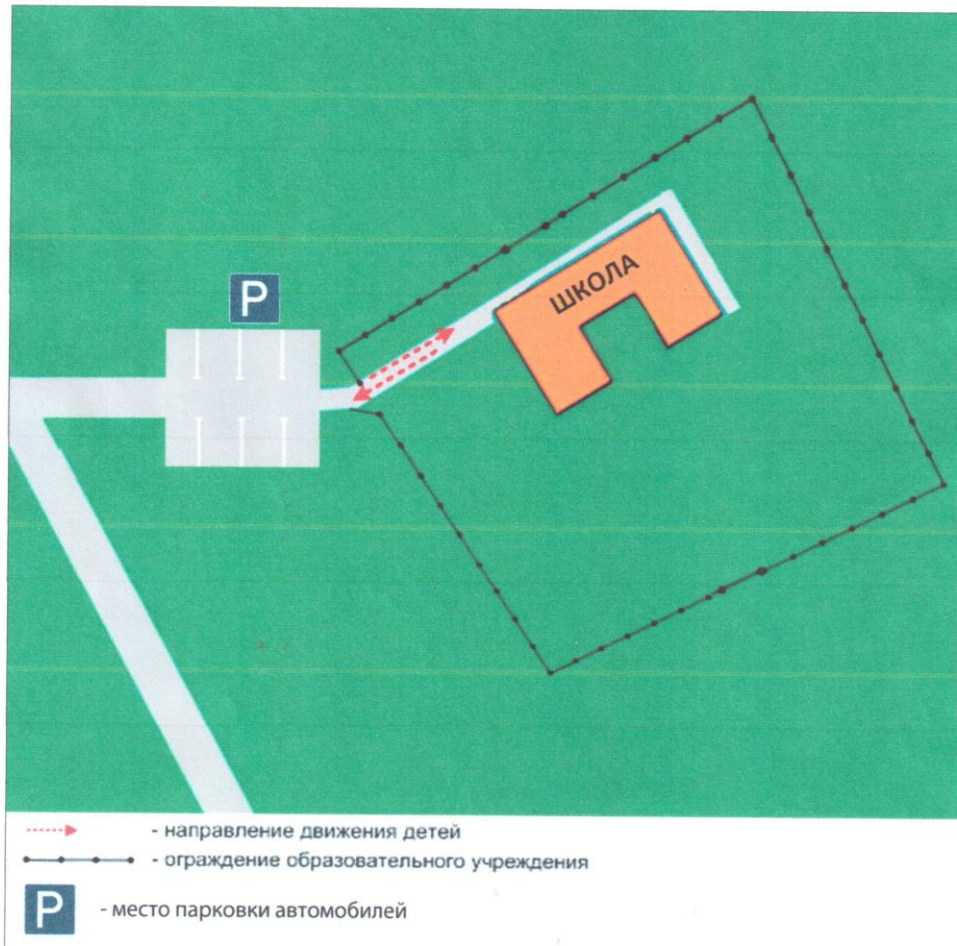 ШКОЛА
P
- направление движения детей
- ограждение образовательного учреждения
P - место парковки автомобилей